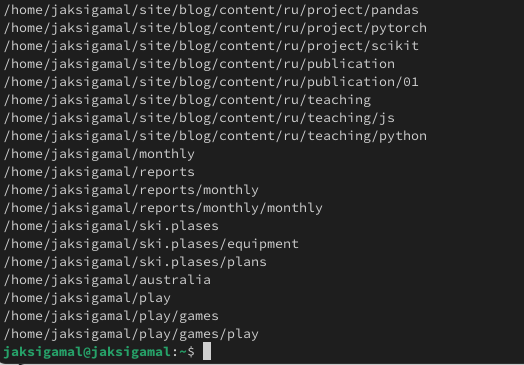 /home/jaksigamal/site/blog/content/ru/project/pandas
/home/jaksigamal/site/blog/content/ru/project/pytorch
/home/jaksigamal/site/blog/content/ru/project/scikit
/home/jaksigamal/site/blog/content/ru/publication
/home/jaksigamal/site/blog/content/ru/publication/01
/home/jaksigamal/site/blog/content/ru/teaching
/home/jaksigamal/site/blog/content/ru/teaching/js
/home/jaksigamal/site/blog/content/ru/teaching/python
/home/jaksigamal/monthly
/home/jaksigamal/reports
/home/jaksigamal/reports/monthly
/home/jaksigamal/reports/monthly/monthly
/home/jaksigamal/ski.plases
/home/jaksigamal/ski.plases/equipment
/home/jaksigamal/ski.plases/plans
/home/jaksigamal/australia
/home/jaksigamal/play
/home/jaksigamal/play/games
/home/jaksigamal/play/games/play
jaksigamal@jaksigamal:~$